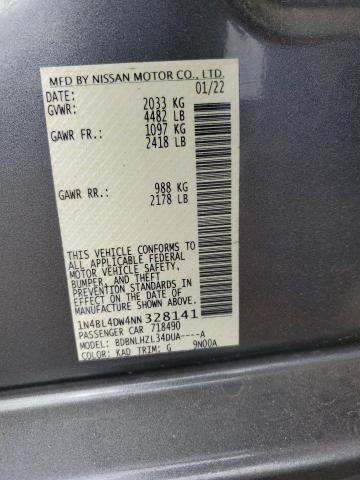 MFD BY NISSAN MOTOR CO., LTD.
DATE: 01/22
GVWR: 2033 KG
4482 LB
GAWR FR.: 1097 KG
2418 LB
GAWR RR.: 988 KG
2178 LB
THIS VEHICLE CONFORMS TO
ALL APPLICABLE FEDERAL
MOTOR VEHICLE SAFETY,
BUMPER, AND THEFT
PREVENTION STANDARDS IN
EFFECT ON THE DATE OF
MANUFACTURE SHOWN ABOVE.
1N4BL4DW4NN328141
PASSENGER CAR 718490
MODEL: BDBNLHZL34DUA----A
COLOR: KAD TRIM: G 9N00A